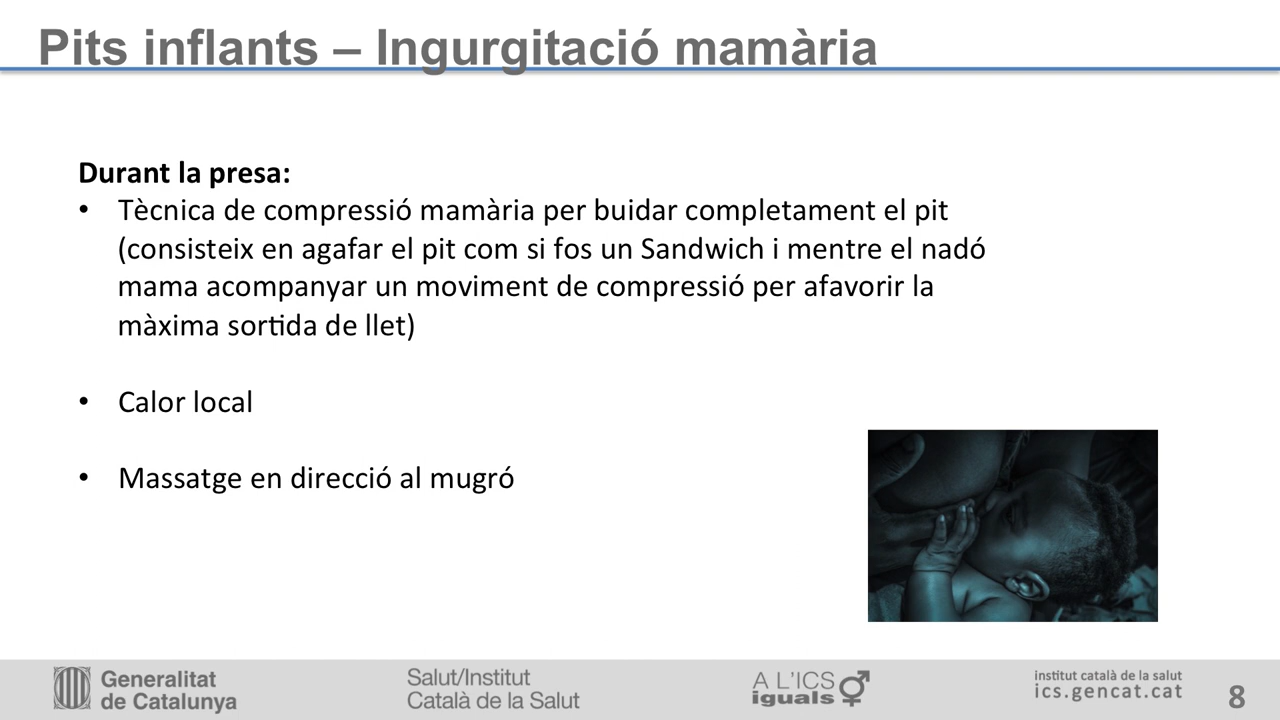 Pits inflants – Ingurgitació mamària
Durant la presa:
• Tècnica de compressió mamària per buidar completament el pit
(consisteix en agafar el pit com si fos un Sandwich i mentre el nadó
mama acompanyar un moviment de compressió per afavorir la
màxima sortida de llet)
• Calor local
• Massatge en direcció al mugró
Generalitat
de Catalunya
Salut/Institut
Català de la Salut
A L'ICS
iguals
institut català de la salut
ics.gencat.cat
8